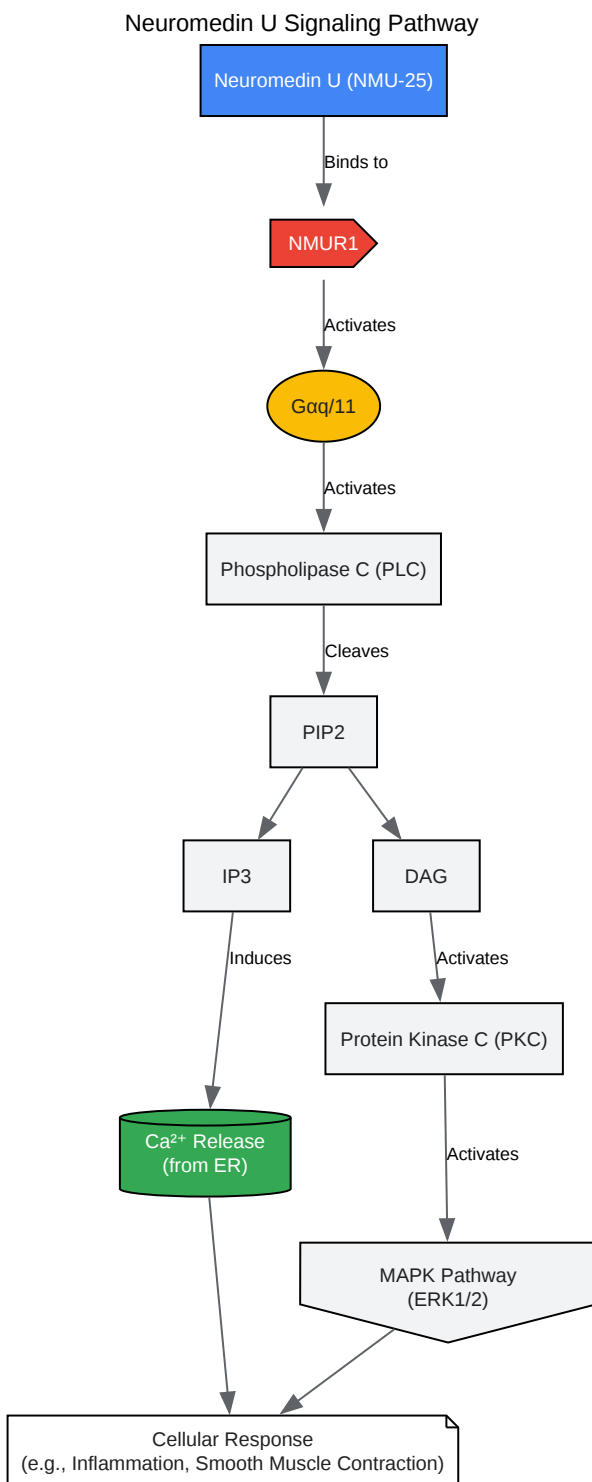 Neuromedin U Signaling Pathway
Neuromedin U (NMU-25)
Binds to
NMUR1
Activates
Gαq/11
Activates
Phospholipase C (PLC)
Cleaves
PIP2
IP3
DAG
Induces
Activates
Protein Kinase C (PKC)
Ca²⁺ Release
(from ER)
Activates
MAPK Pathway
(ERK1/2)
Cellular Response
(e.g., Inflammation, Smooth Muscle Contraction)